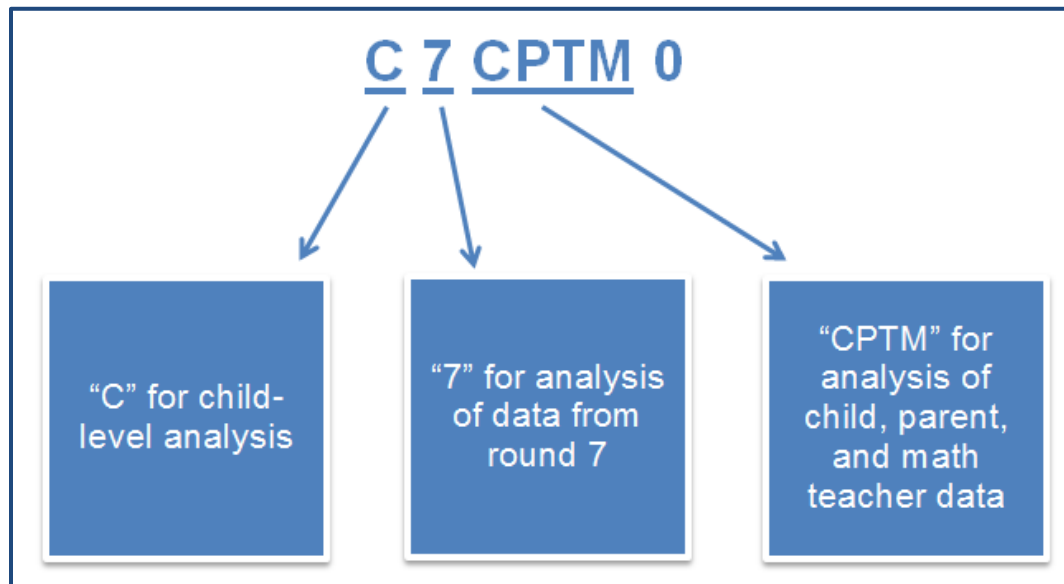 C 7 CPTM 0
“C” for child-
level analysis
“7” for analysis
of data from
round 7
“CPTM” for
analysis of
child, parent,
and math
teacher data